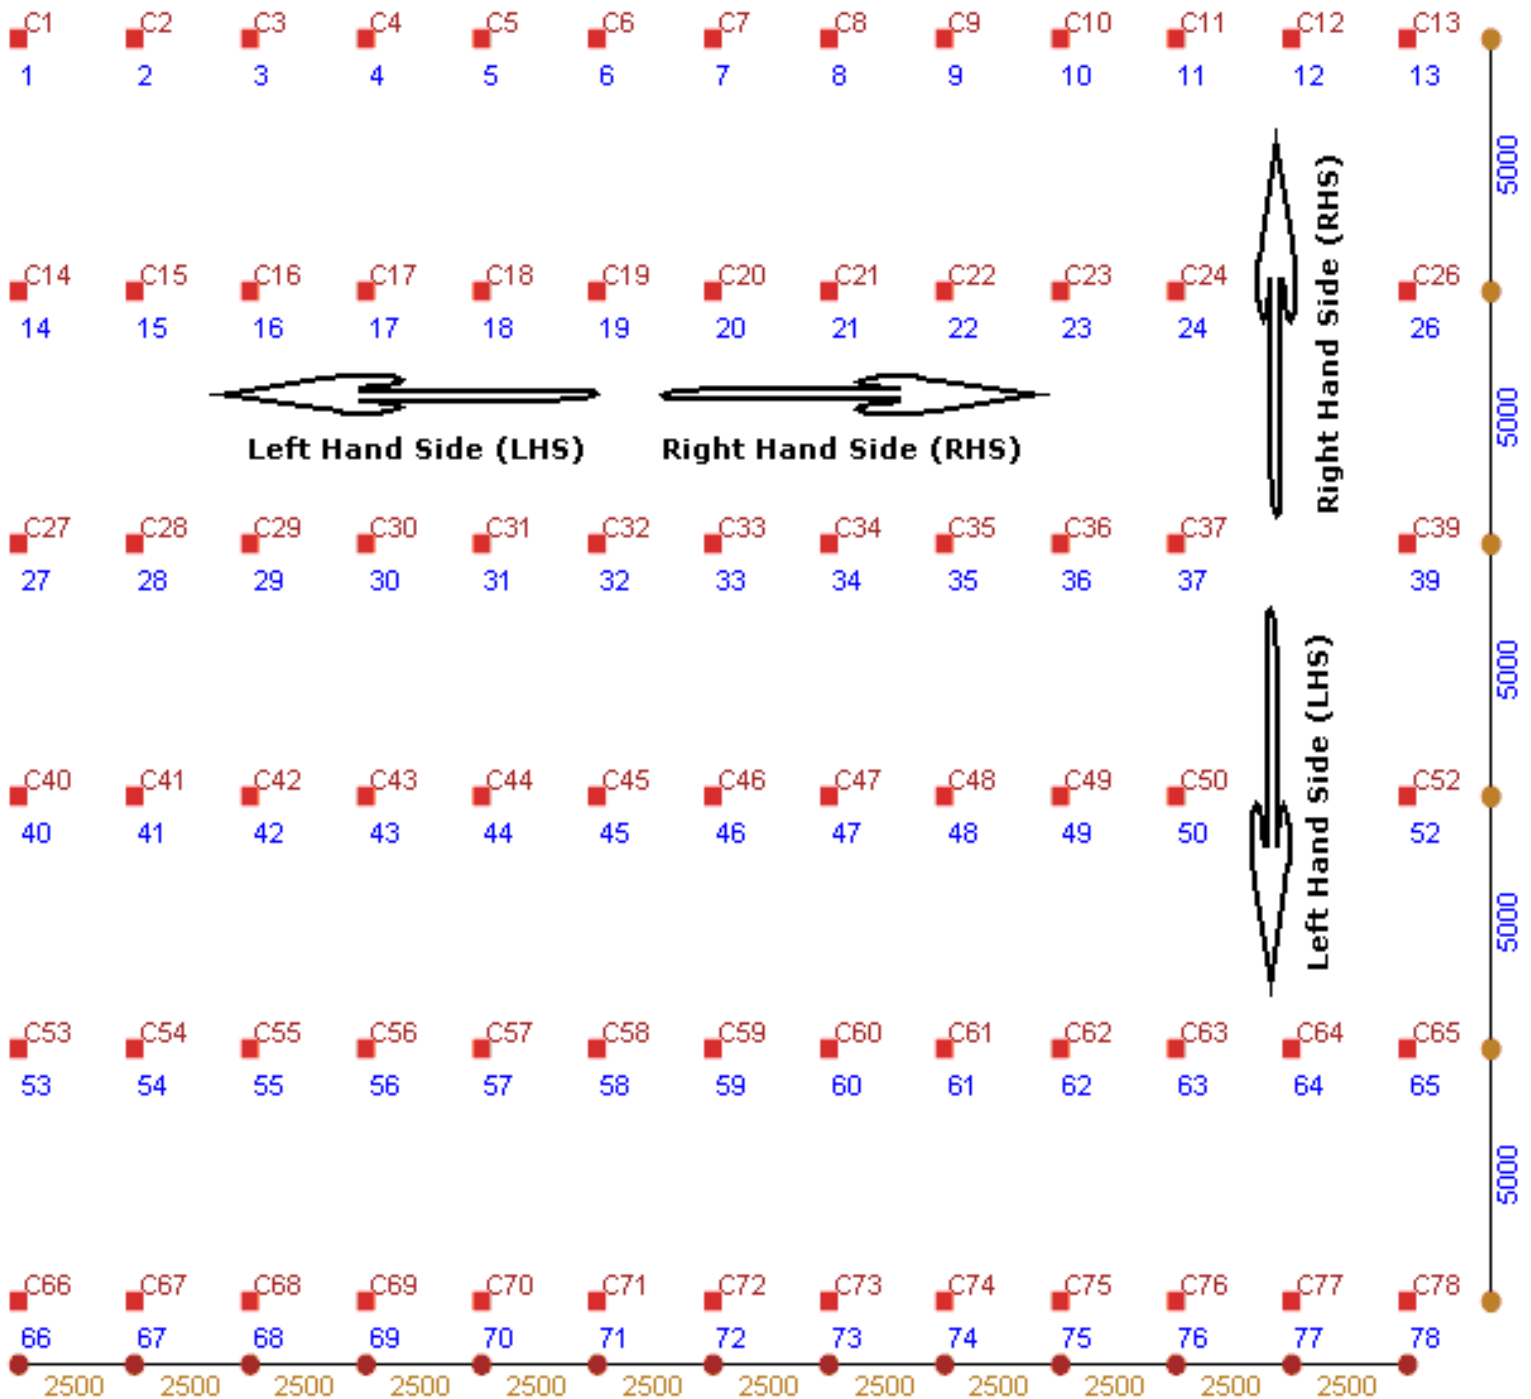 C1 C2 C3 C4 C5 C6 C7 C8 C9 C10 C11 C12 C13
1 2 3 4 5 6 7 8 9 10 11 12 13
5000
Right Hand Side (RHS)
C14 C15 C16 C17 C18 C19 C20 C21 C22 C23 C24 C26
14 15 16 17 18 19 20 21 22 23 24 26
5000
Left Hand Side (LHS) Right Hand Side (RHS)
C27 C28 C29 C30 C31 C32 C33 C34 C35 C36 C37 C39
27 28 29 30 31 32 33 34 35 36 37 39
5000
Left Hand Side (LHS)
C40 C41 C42 C43 C44 C45 C46 C47 C48 C49 C50 C52
40 41 42 43 44 45 46 47 48 49 50 52
5000
C53 C54 C55 C56 C57 C58 C59 C60 C61 C62 C63 C64 C65
53 54 55 56 57 58 59 60 61 62 63 64 65
5000
C66 C67 C68 C69 C70 C71 C72 C73 C74 C75 C76 C77 C78
66 67 68 69 70 71 72 73 74 75 76 77 78
2500 2500 2500 2500 2500 2500 2500 2500 2500 2500 2500 2500